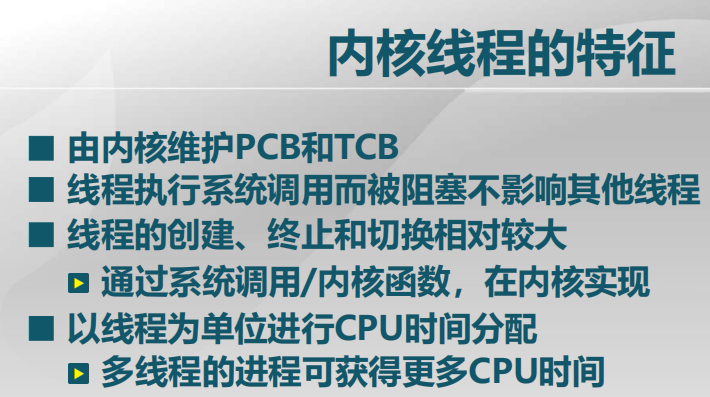 内核线程的特征
由内核维护PCB和TCB
线程执行系统调用而被阻塞不影响其他线程
线程的创建、终止和切换相对较大
通过系统调用/内核函数，在内核实现
以线程为单位进行CPU时间分配
多线程的进程可获得更多CPU时间